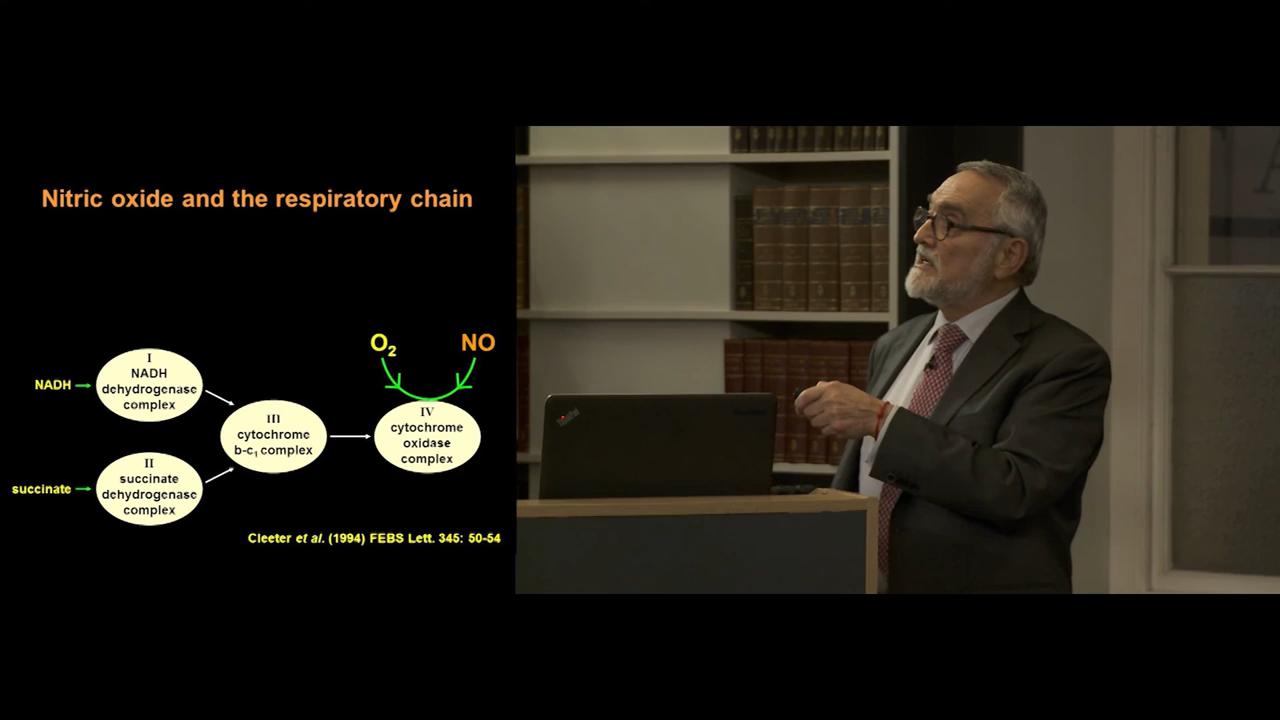 Nitric oxide and the respiratory chain
O₂
NO
I
NADH
dehydrogenase
complex
NADH
III
cytochrome
b-c₁ complex
IV
cytochrome
oxidase
complex
II
succinate
dehydrogenase
complex
succinate
Cleeter et al. (1994) FEBS Lett. 345: 50-54
ThinkPad